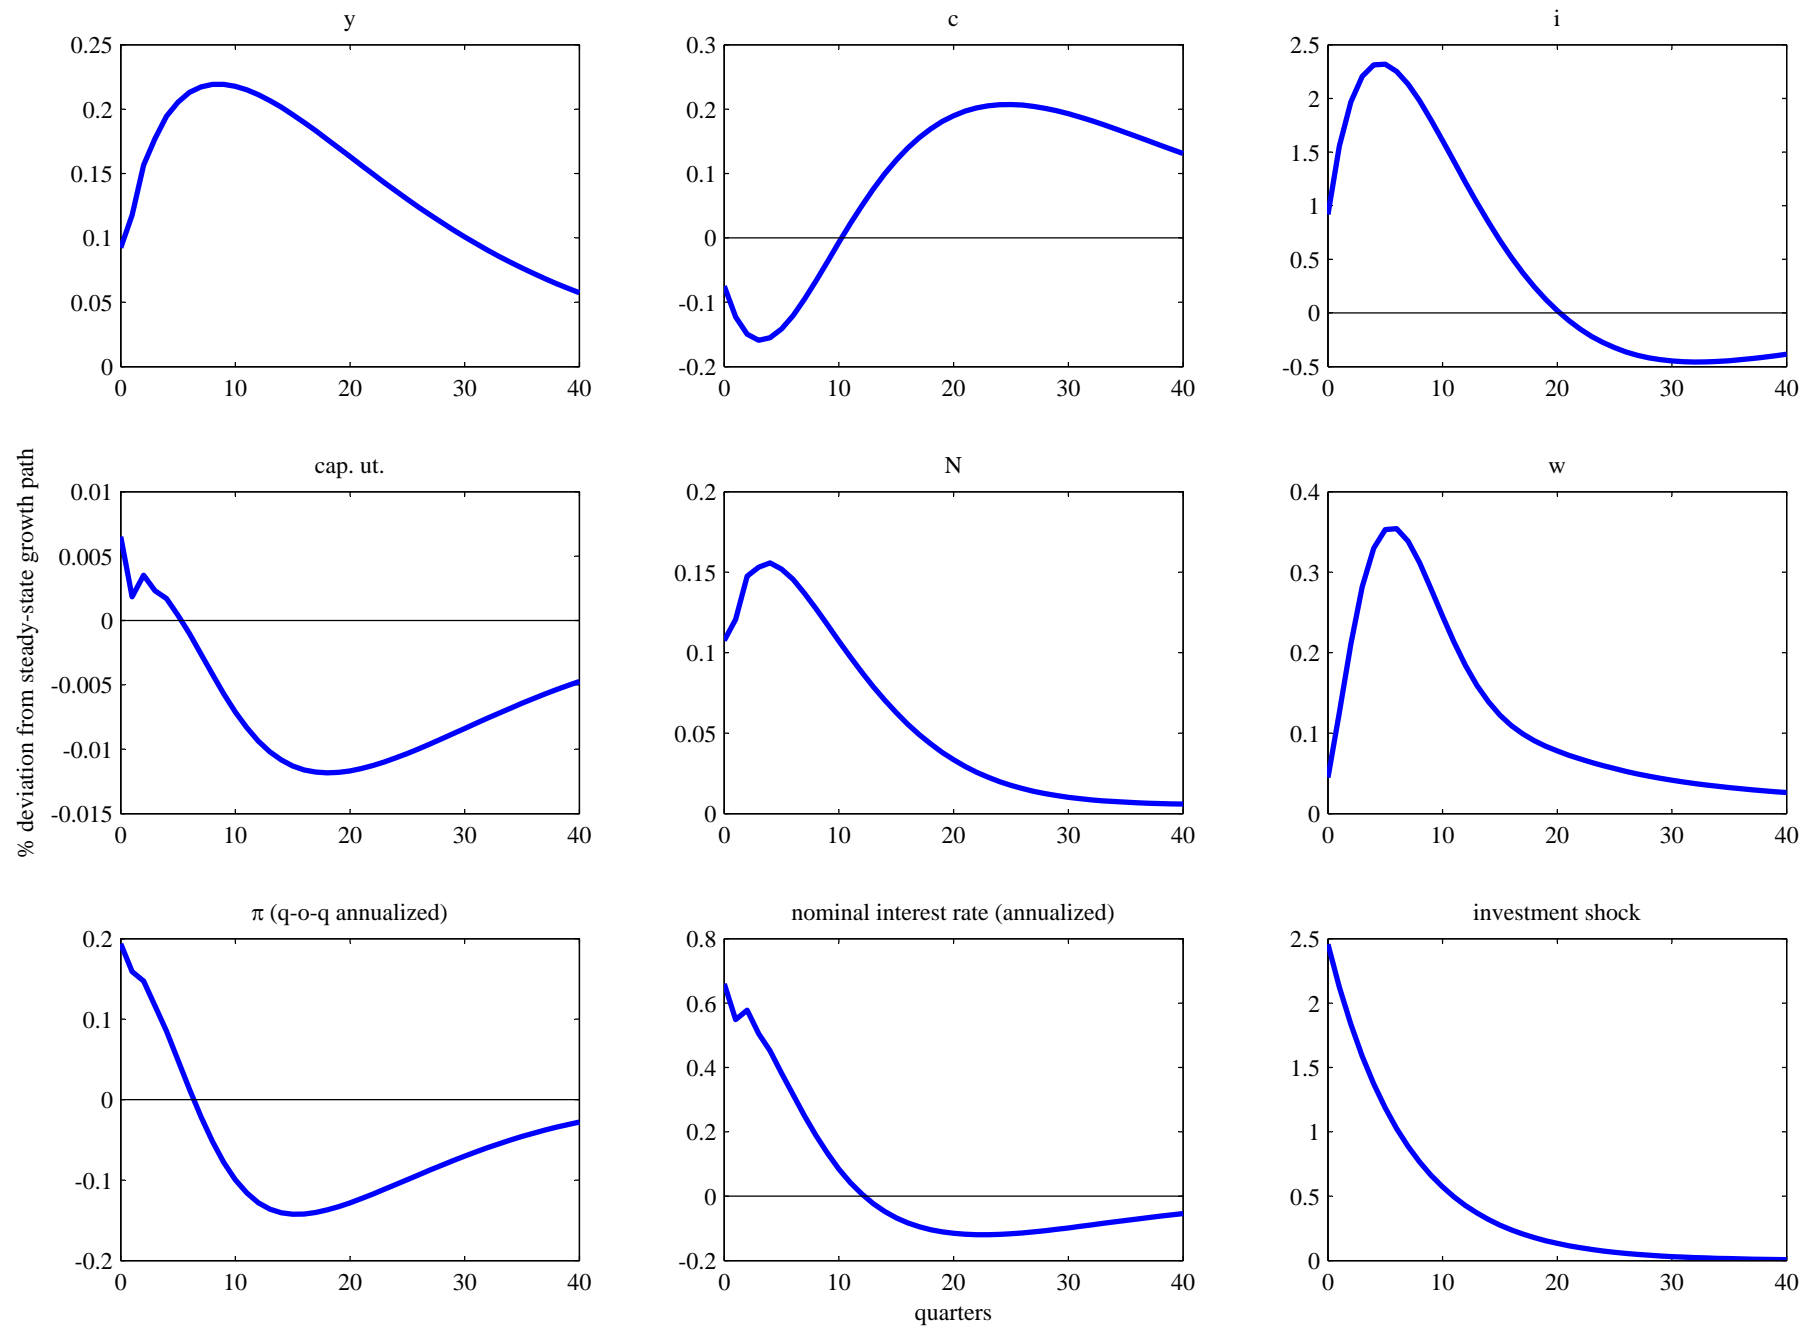 y
0.25
0.2
0.15
0.1
0.05
0
0 10 20 30 40
c
0.3
0.2
0.1
0
-0.1
-0.2
0 10 20 30 40
i
2.5
2
1.5
1
0.5
0
-0.5
0 10 20 30 40
% deviation from steady-state growth path
cap. ut.
0.01
0.005
0
-0.005
-0.01
-0.015
0 10 20 30 40
N
0.2
0.15
0.1
0.05
0
0 10 20 30 40
w
0.4
0.3
0.2
0.1
0
0 10 20 30 40
π (q-o-q annualized)
0.2
0.1
0
-0.1
-0.2
0 10 20 30 40
nominal interest rate (annualized)
0.8
0.6
0.4
0.2
0
-0.2
0 10 20 30 40
quarters
investment shock
2.5
2
1.5
1
0.5
0
0 10 20 30 40